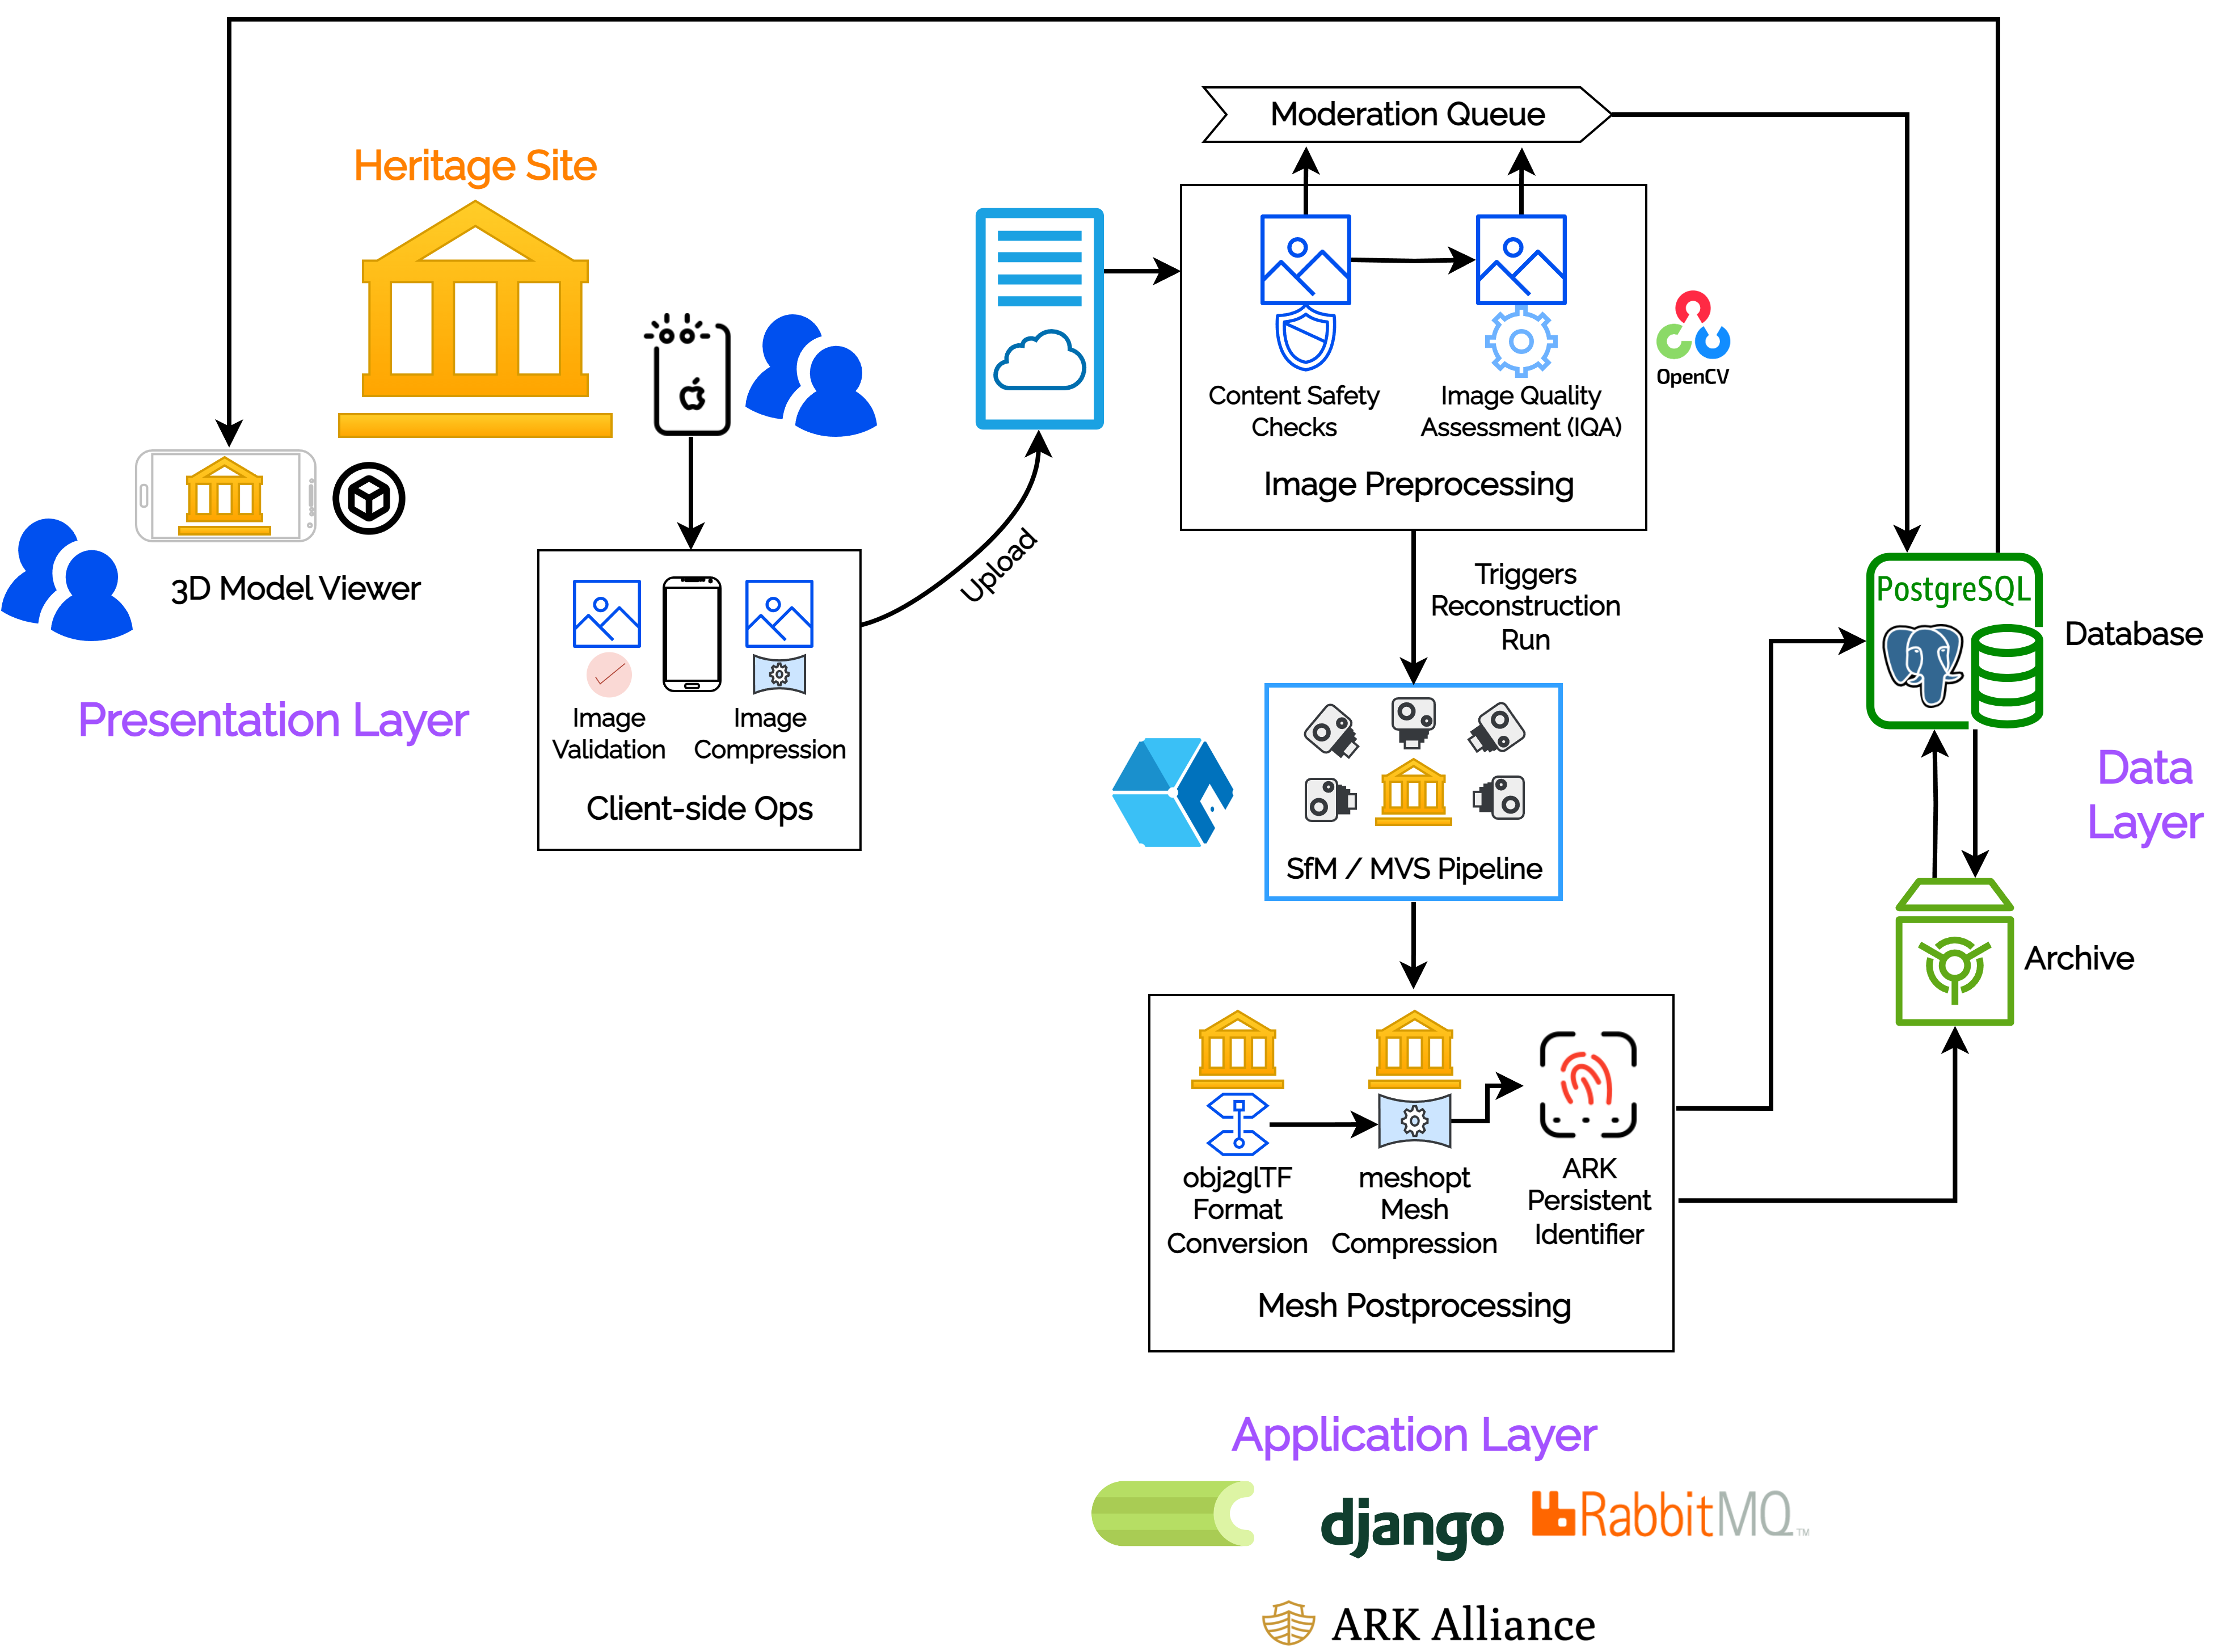 Moderation Queue
Heritage Site
Content Safety
Checks
Image Quality
Assessment (IQA)
OpenCV
Image Preprocessing
3D Model Viewer
Upload
Triggers
Reconstruction
Run
PostgreSQL
Database
Presentation Layer
Image
Validation
Image
Compression
Client-side Ops
Data
Layer
SfM / MVS Pipeline
Archive
obj2glTF
Format
Conversion
meshopt
Mesh
Compression
ARK
Persistent
Identifier
Mesh Postprocessing
Application Layer
django
RabbitMQ™
ARK Alliance